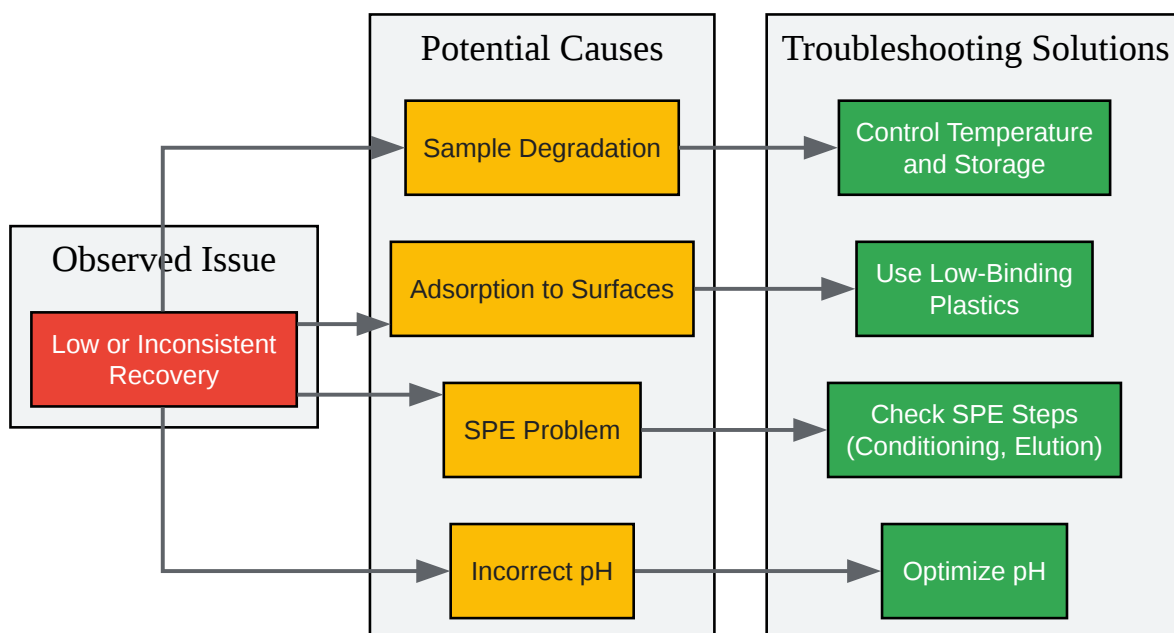 Potential Causes
Troubleshooting Solutions
Observed Issue
Low or Inconsistent
Recovery
Sample Degradation
Control Temperature
and Storage
Adsorption to Surfaces
Use Low-Binding
Plastics
SPE Problem
Check SPE Steps
(Conditioning, Elution)
Incorrect pH
Optimize pH